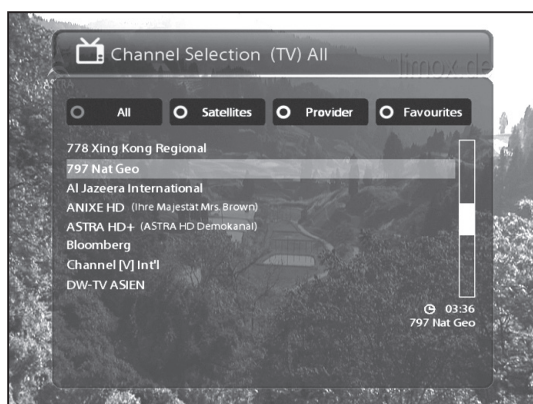 Channel Selection (TV) All
limox.de
All Satellites Provider Favourites
778 Xing Kong Regional
797 Nat Geo
Al Jazeera International
ANIXE HD (Ihre Majestät Mrs. Brown)
ASTRA HD+ (ASTRA HD Demokanal)
Bloomberg
Channel [V] Int'l
DW-TV ASIEN
03:36
797 Nat Geo